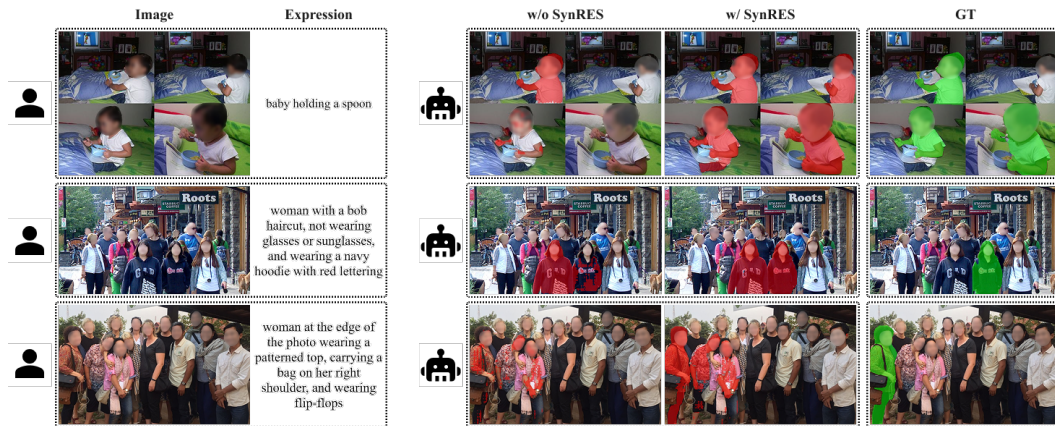 Image
Expression
w/o SynRES
w/ SynRES
GT
baby holding a spoon
woman with a bob
haircut, not wearing
glasses or sunglasses,
and wearing a navy
hoodie with red lettering
Roots
Roots
Roots
Roots
woman at the edge of
the photo wearing a
patterned top, carrying a
bag on her right
shoulder, and wearing
flip-flops